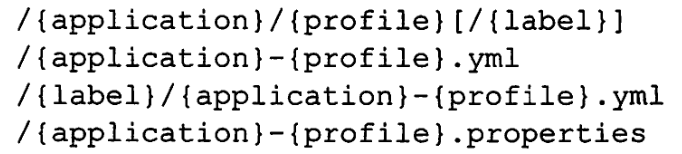 /{application}/{profile}[/{label}]
/{application}-{profile}.yml
/{label}/{application}-{profile}.yml
/{application}-{profile}.properties